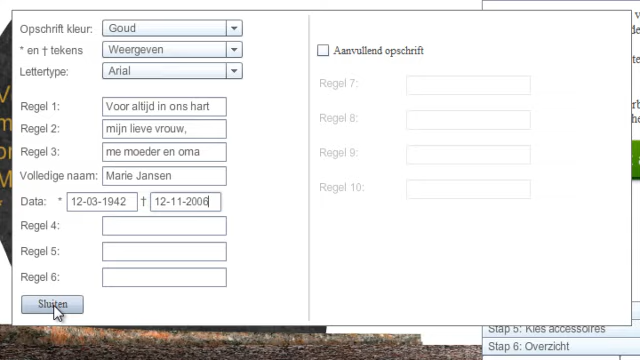 Opschrift kleur: Goud
* en † tekens Weergeven
Lettertype: Arial
Regel 1: Voor altijd in ons hart
Regel 2: mijn lieve vrouw,
Regel 3: me moeder en oma
Volledige naam: Marie Jansen
Data: * 12-03-1942 † 12-11-2006
Regel 4:
Regel 5:
Regel 6:
Sluiten
Aanvullend opschrift
Regel 7:
Regel 8:
Regel 9:
Regel 10:
Stap 5: Kies accessoires
Stap 6: Overzicht